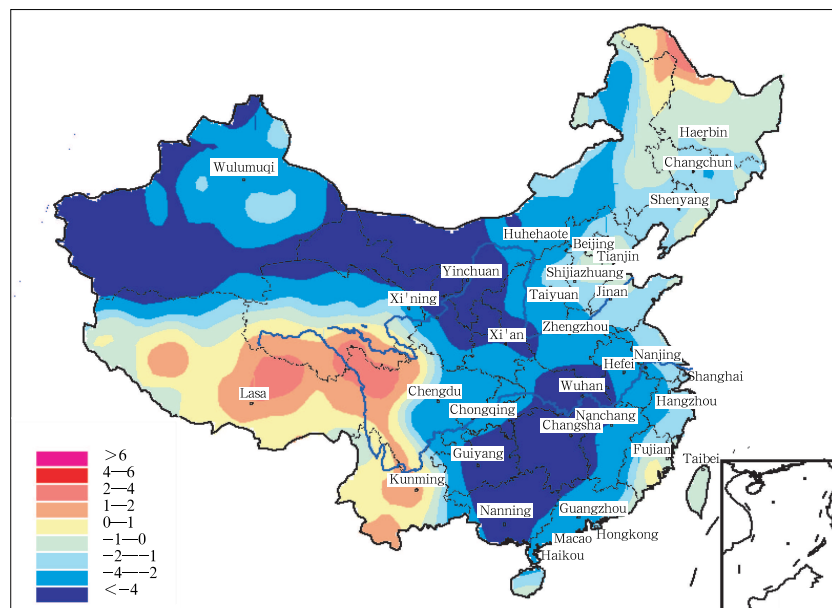 Haerbin
Changchun
Wulumuqi
Shenyang
Huhehaote
Beijing
Tianjin
Yinchuan
Shijiazhuang
Xi'ning
Taiyuan
Jinan
Zhengzhou
Xi'an
Nanjing
Hefei
Shanghai
Lasa
Chengdu
Wuhan
Hangzhou
Chongqing
Nanchang
Changsha
Guiyang
Fujian
Taibei
Kunming
Nanning
Guangzhou
Hongkong
Macao
Haikou
>6
4—6
2—4
1—2
0—1
−1—0
−2—−1
−4—−2
<−4